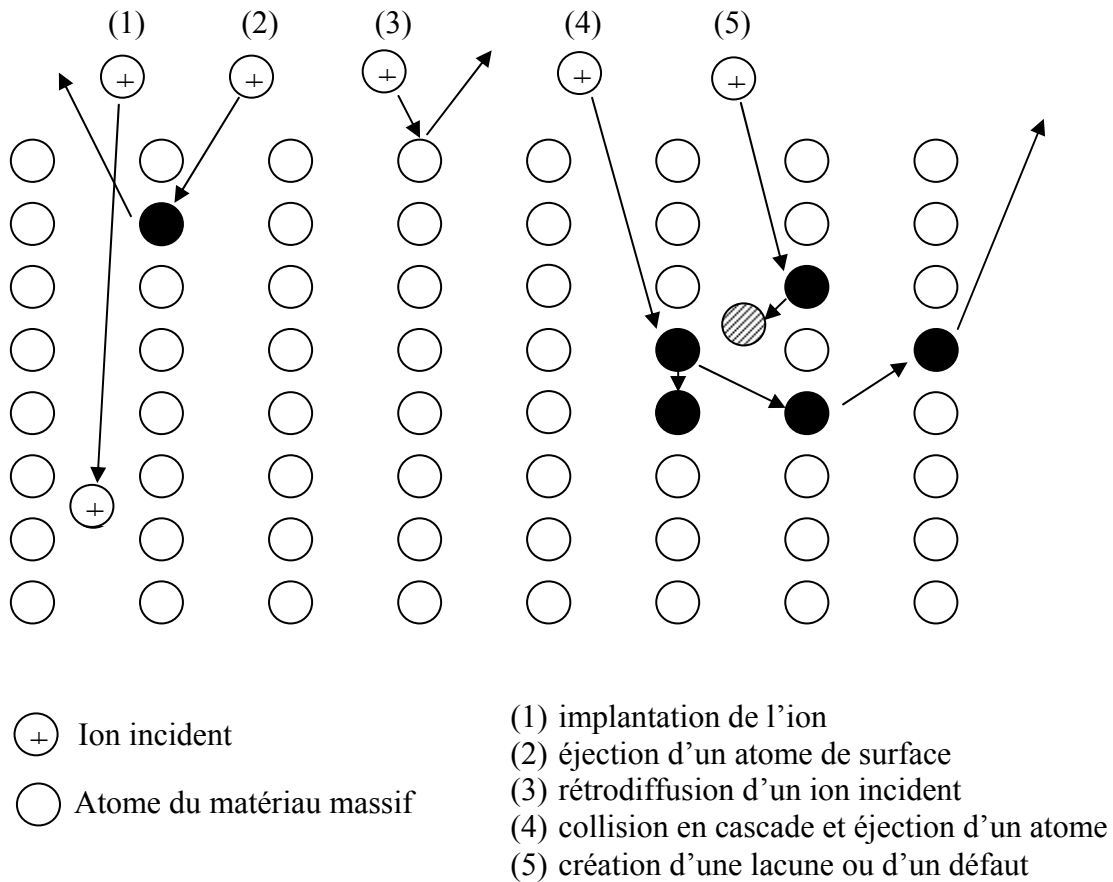 (1) (2) (3) (4) (5)
Ion incident
Atome du matériau massif
(1) implantation de l’ion
(2) éjection d’un atome de surface
(3) rétrodiffusion d’un ion incident
(4) collision en cascade et éjection d’un atome
(5) création d’une lacune ou d’un défaut